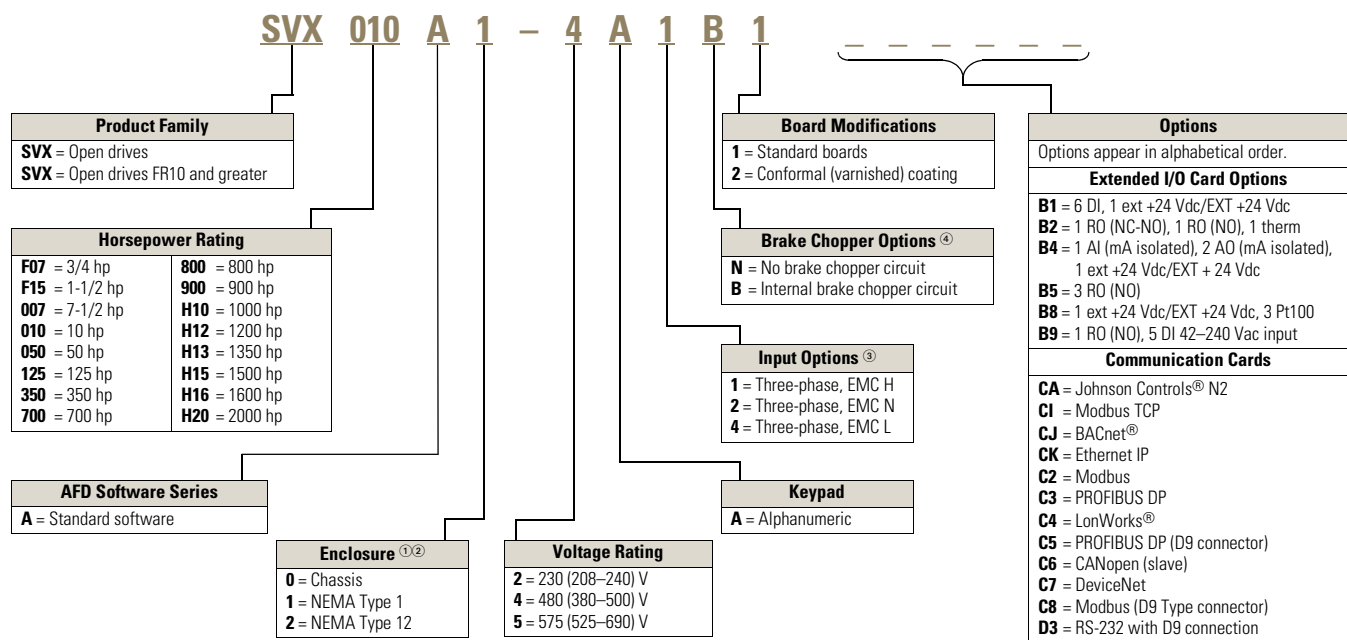 SVX 010 A 1 – 4 A 1 B 1 _ _ _ _ _ _
Product Family
SVX = Open drives
SVX = Open drives FR10 and greater
Horsepower Rating
F07 = 3/4 hp
F15 = 1-1/2 hp
007 = 7-1/2 hp
010 = 10 hp
050 = 50 hp
125 = 125 hp
350 = 350 hp
700 = 700 hp
800 = 800 hp
900 = 900 hp
H10 = 1000 hp
H12 = 1200 hp
H13 = 1350 hp
H15 = 1500 hp
H16 = 1600 hp
H20 = 2000 hp
AFD Software Series
A = Standard software
Enclosure ①②
0 = Chassis
1 = NEMA Type 1
2 = NEMA Type 12
Voltage Rating
2 = 230 (208–240) V
4 = 480 (380–500) V
5 = 575 (525–690) V
Board Modifications
1 = Standard boards
2 = Conformal (varnished) coating
Brake Chopper Options ④
N = No brake chopper circuit
B = Internal brake chopper circuit
Input Options ③
1 = Three-phase, EMC H
2 = Three-phase, EMC N
4 = Three-phase, EMC L
Keypad
A = Alphanumeric
Options
Options appear in alphabetical order.
Extended I/O Card Options
B1 = 6 DI, 1 ext +24 Vdc/EXT +24 Vdc
B2 = 1 RO (NC-NO), 1 RO (NO), 1 therm
B4 = 1 AI (mA isolated), 2 AO (mA isolated),
1 ext +24 Vdc/EXT + 24 Vdc
B5 = 3 RO (NO)
B8 = 1 ext +24 Vdc/EXT +24 Vdc, 3 Pt100
B9 = 1 RO (NO), 5 DI 42–240 Vac input
Communication Cards
CA = Johnson Controls® N2
CI = Modbus TCP
CJ = BACnet®
CK = Ethernet IP
C2 = Modbus
C3 = PROFIBUS DP
C4 = LonWorks®
C5 = PROFIBUS DP (D9 connector)
C6 = CANopen (slave)
C7 = DeviceNet
C8 = Modbus (D9 Type connector)
D3 = RS-232 with D9 connection